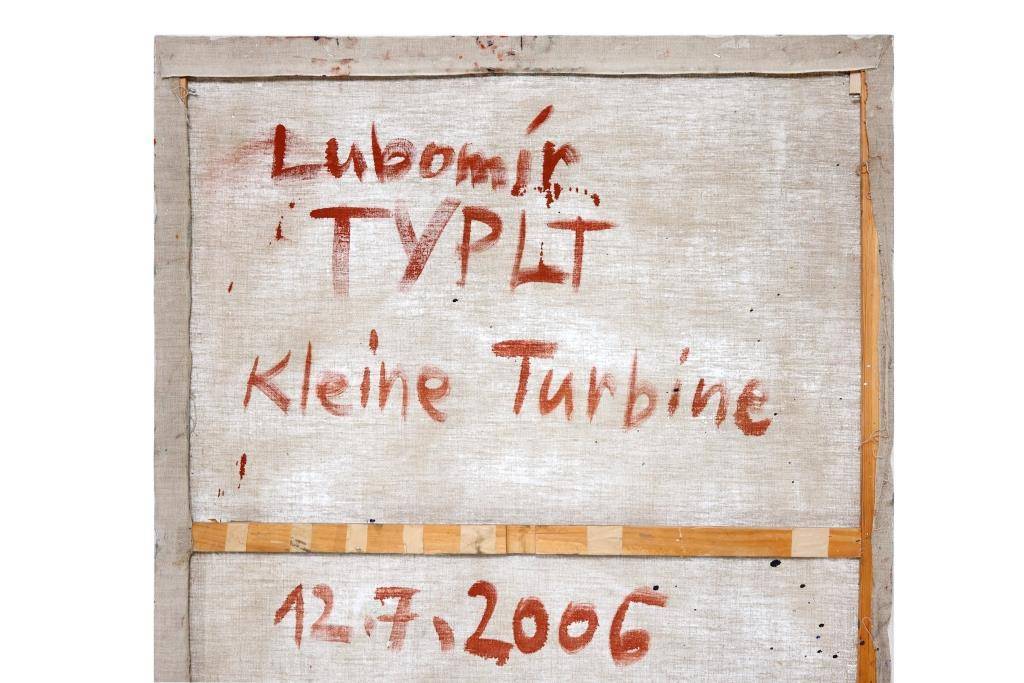 Lubomír
TYPLT
Kleine Turbine
12.7.2006